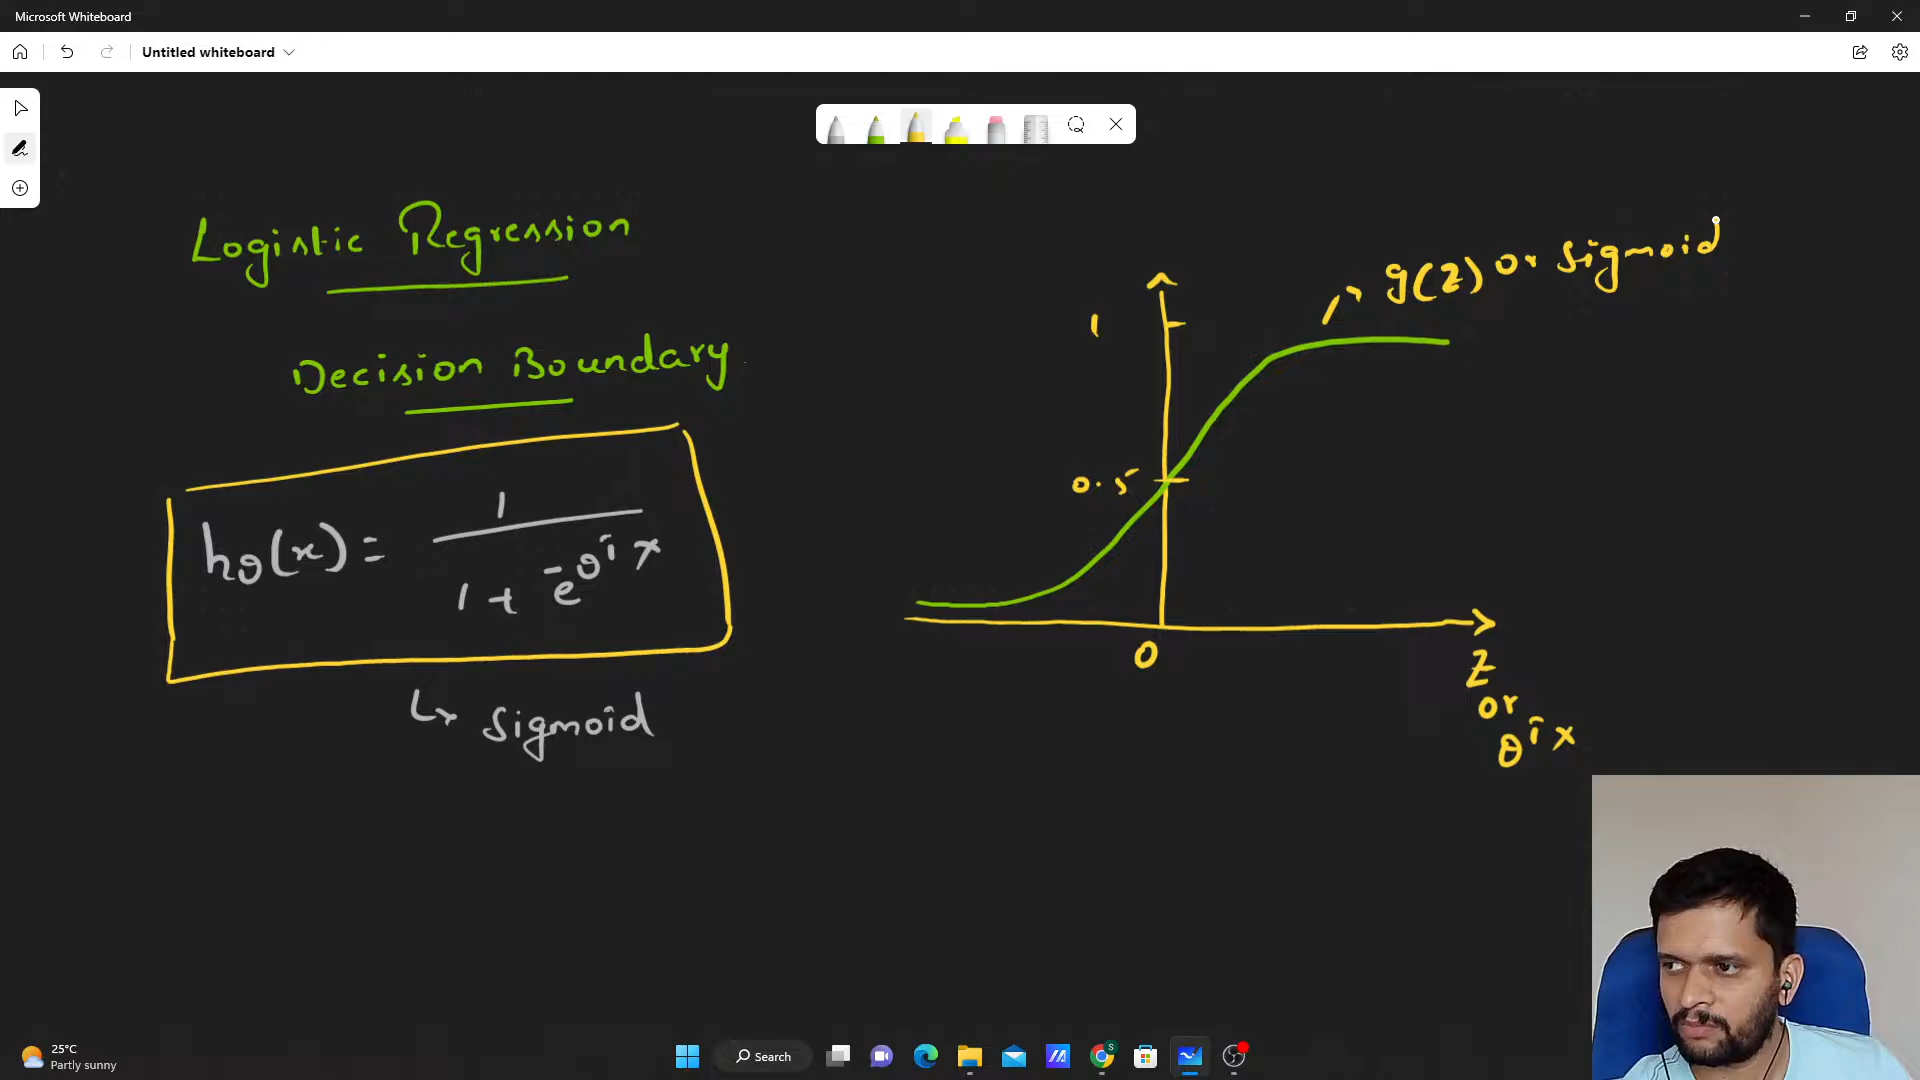 Microsoft Whiteboard
Untitled whiteboard
Logistic Regression
Decision Boundary
hθ(x) = 1 / 1 + e^-θᵀx
↳ sigmoid
g(z) or sigmoid
1
0.5
0
z
or
θᵀx
25°C
Partly sunny
Search
S